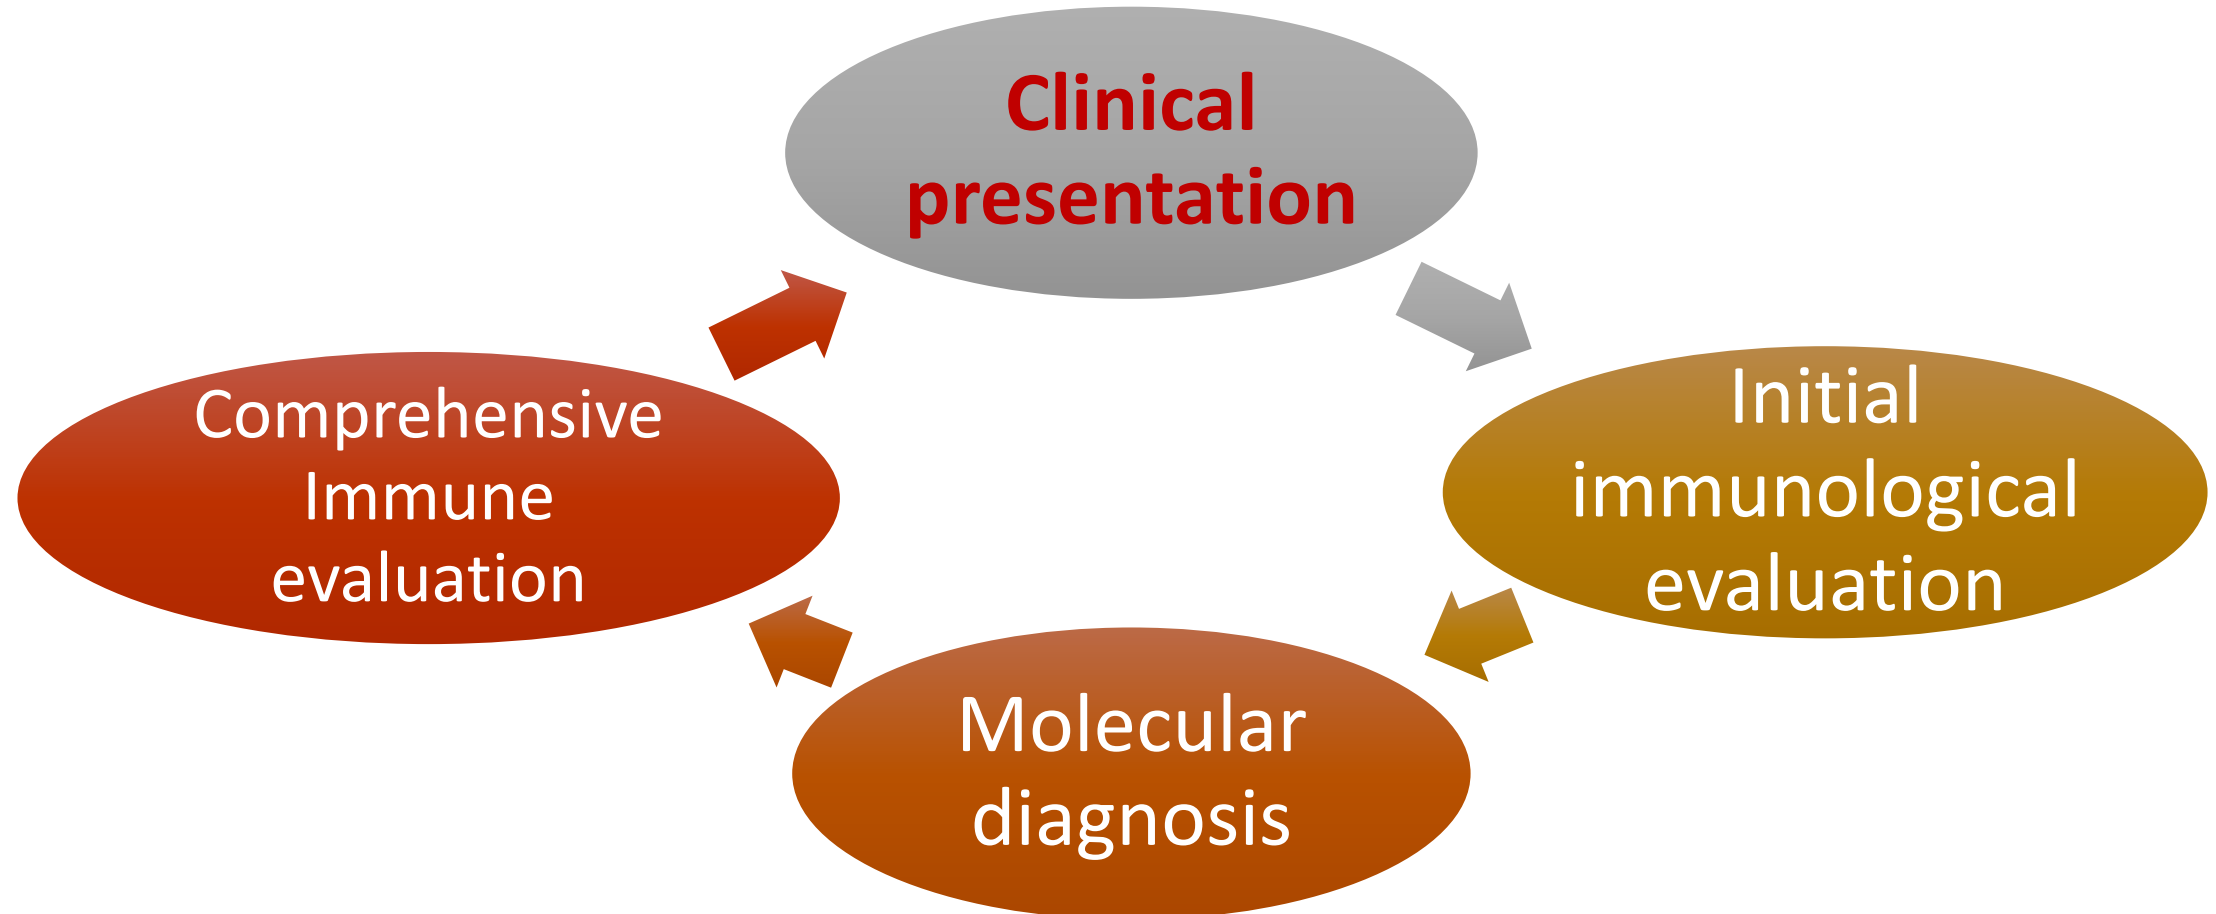 Clinical
presentation
Initial
immunological
evaluation
Molecular
diagnosis
Comprehensive
Immune
evaluation